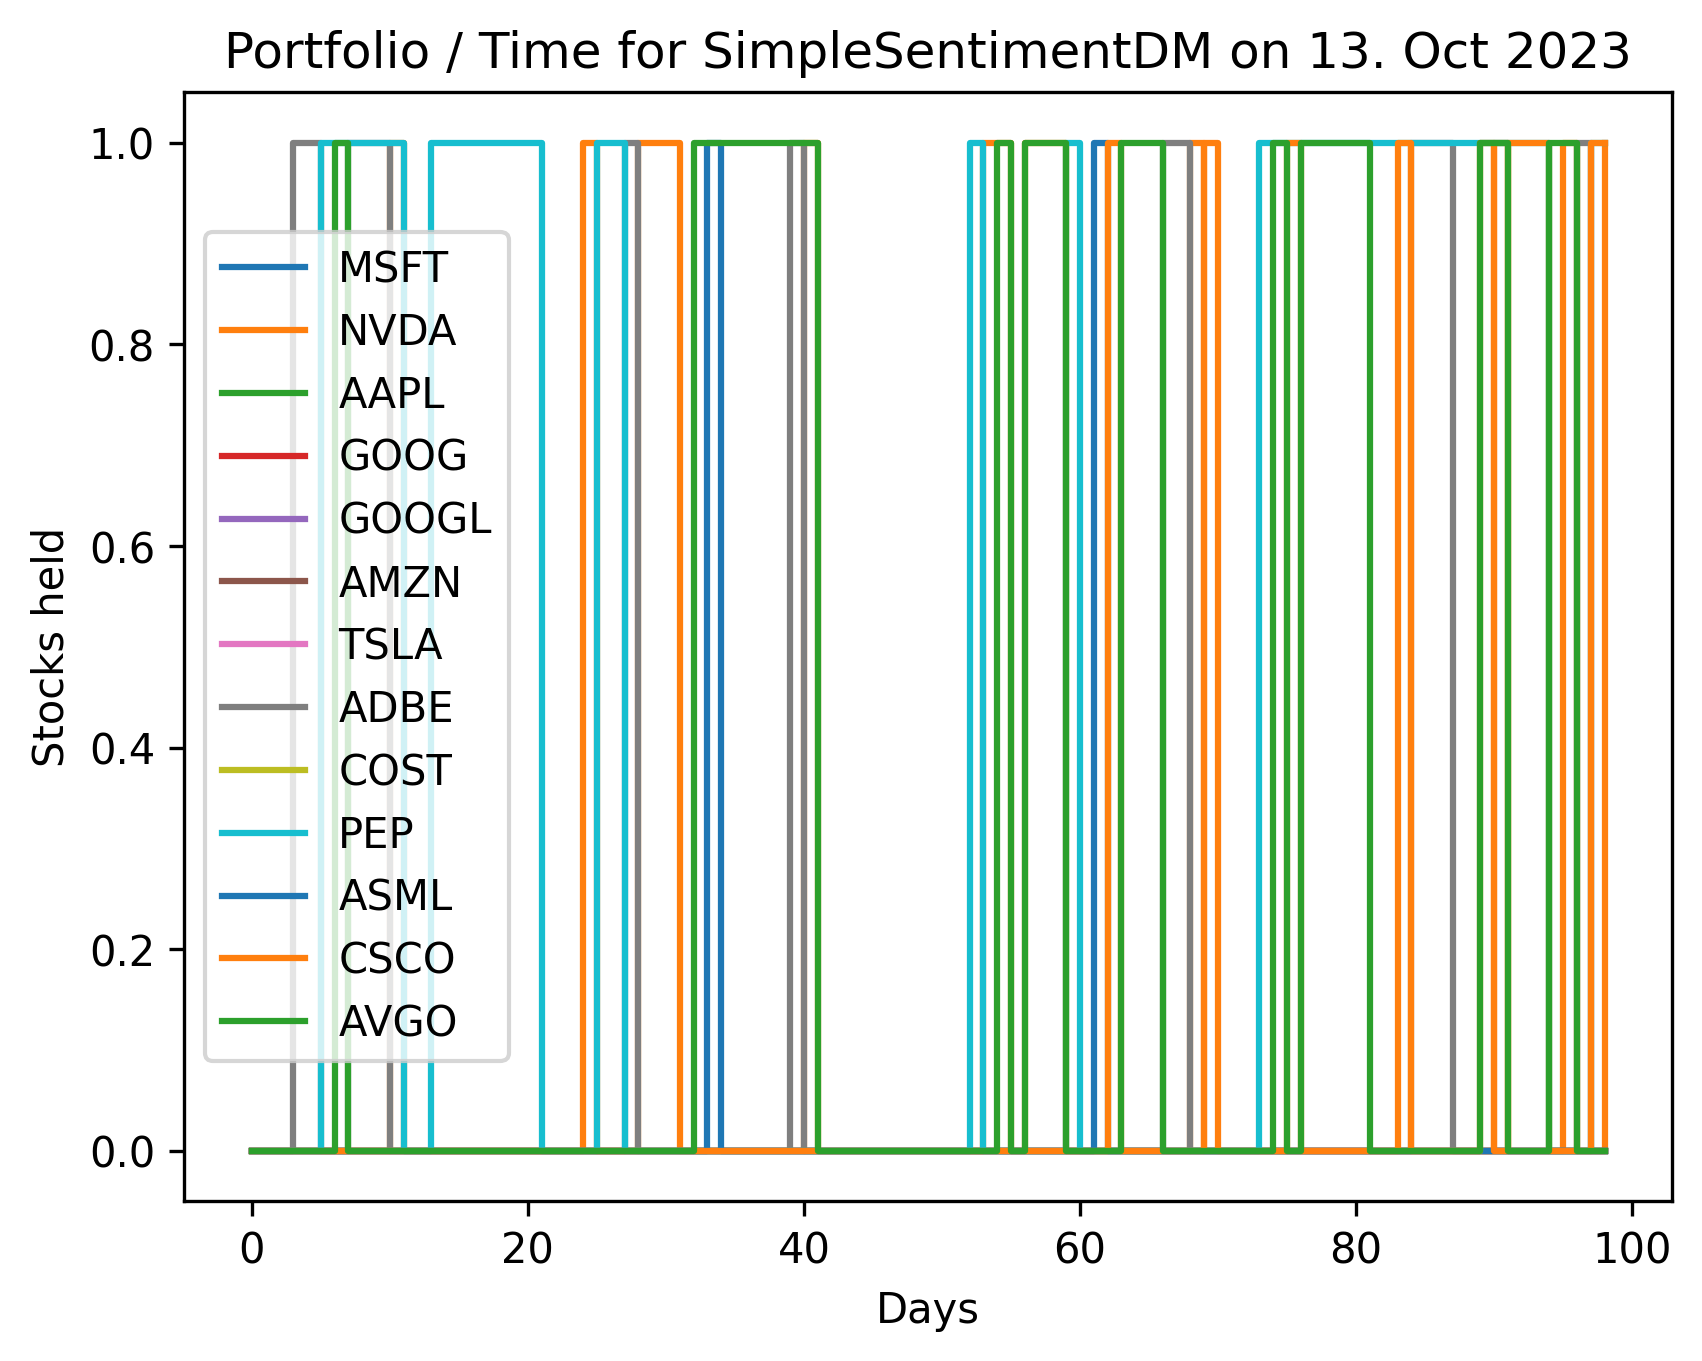 Portfolio / Time for SimpleSentimentDM on 13. Oct 2023
1.0
0.8
0.6
0.4
0.2
0.0
Stocks held
MSFT
NVDA
AAPL
GOOG
GOOGL
AMZN
TSLA
ADBE
COST
PEP
ASML
CSCO
AVGO
0 20 40 60 80 100
Days